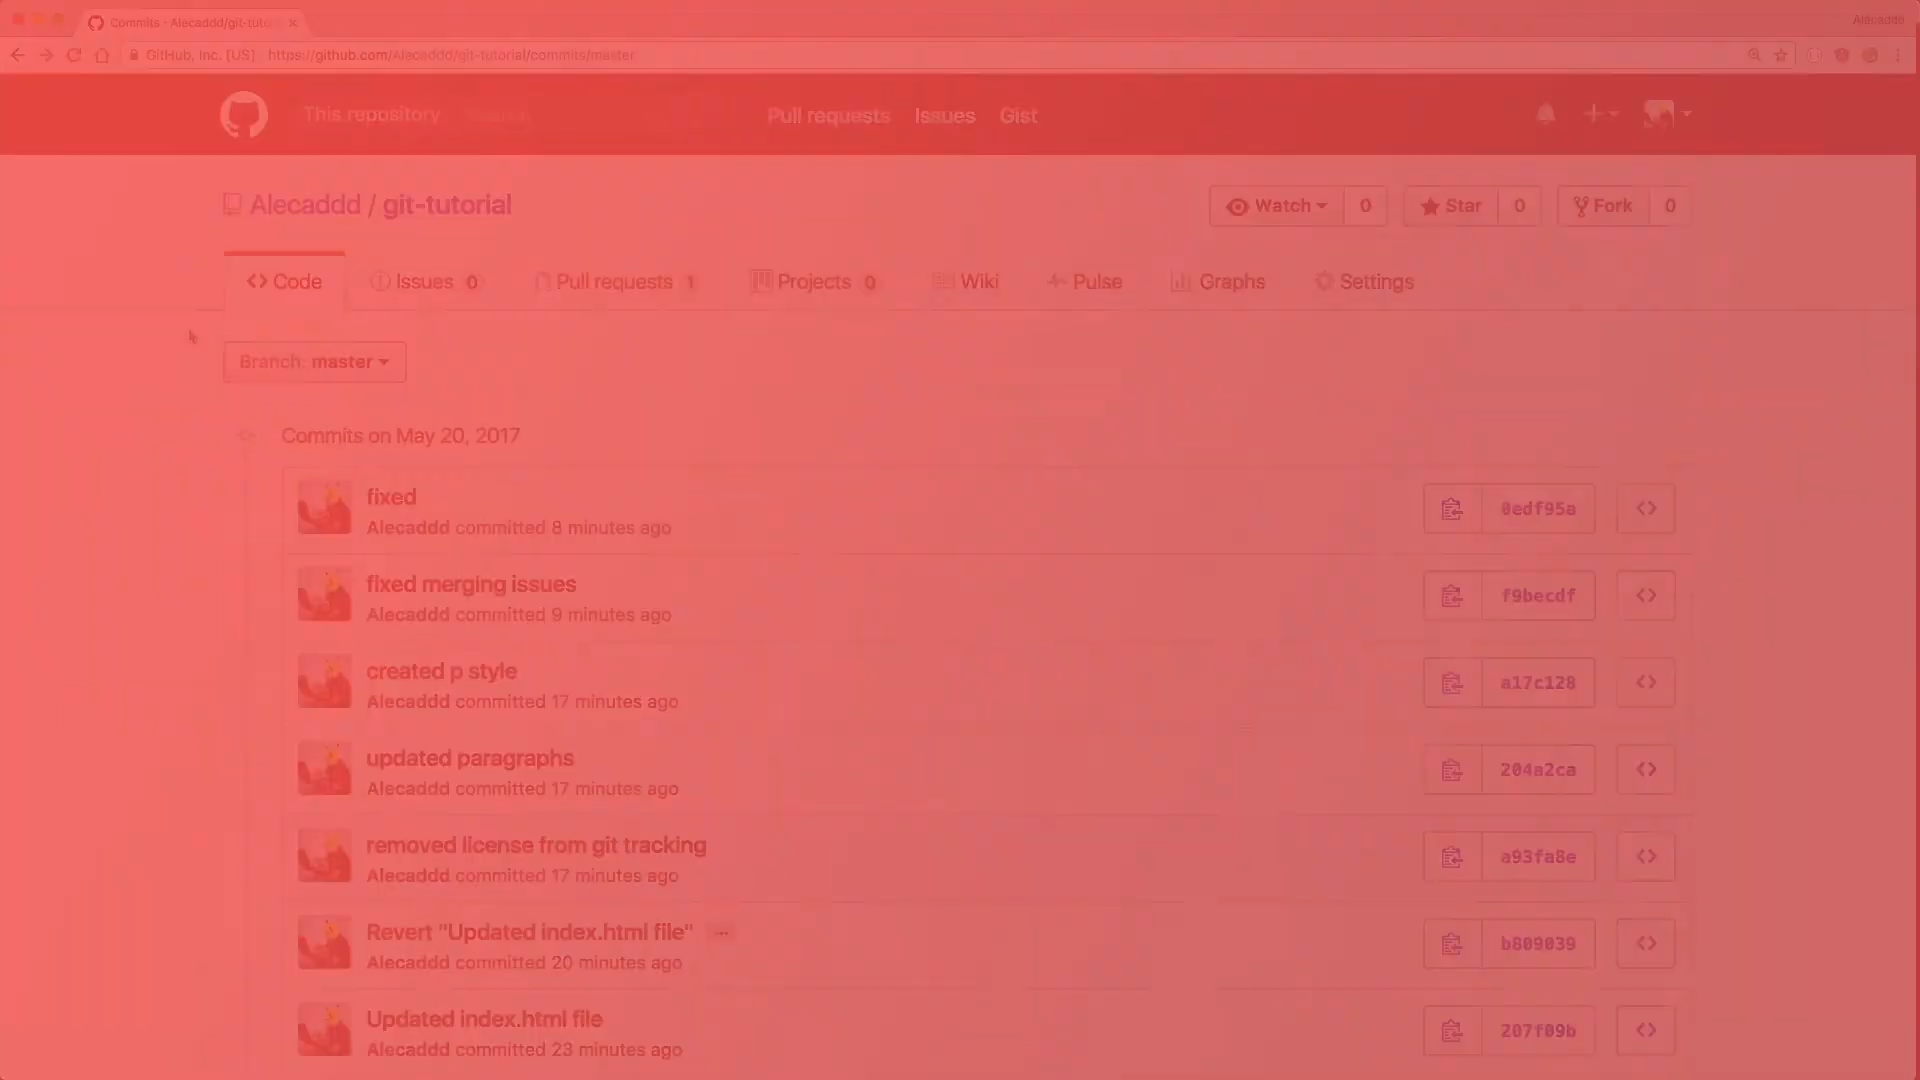 Commits - Alecaddd/git-tuto
Alecaddd
GitHub, Inc. [US] https://github.com/Alecaddd/git-tutorial/commits/master
This repository
Pull requests Issues Gist
Alecaddd / git-tutorial
Watch 0 Star 0 Fork 0
Code Issues 0 Pull requests 1 Projects 0 Wiki Pulse Graphs Settings
Branch: master
Commits on May 20, 2017
fixed
Alecaddd committed 8 minutes ago
0edf95a
fixed merging issues
Alecaddd committed 9 minutes ago
f9becdf
created p style
Alecaddd committed 17 minutes ago
a17c128
updated paragraphs
Alecaddd committed 17 minutes ago
204a2ca
removed license from git tracking
Alecaddd committed 17 minutes ago
a93fa8e
Revert "Updated index.html file" ...
Alecaddd committed 20 minutes ago
b809039
Updated index.html file
Alecaddd committed 23 minutes ago
207f09b